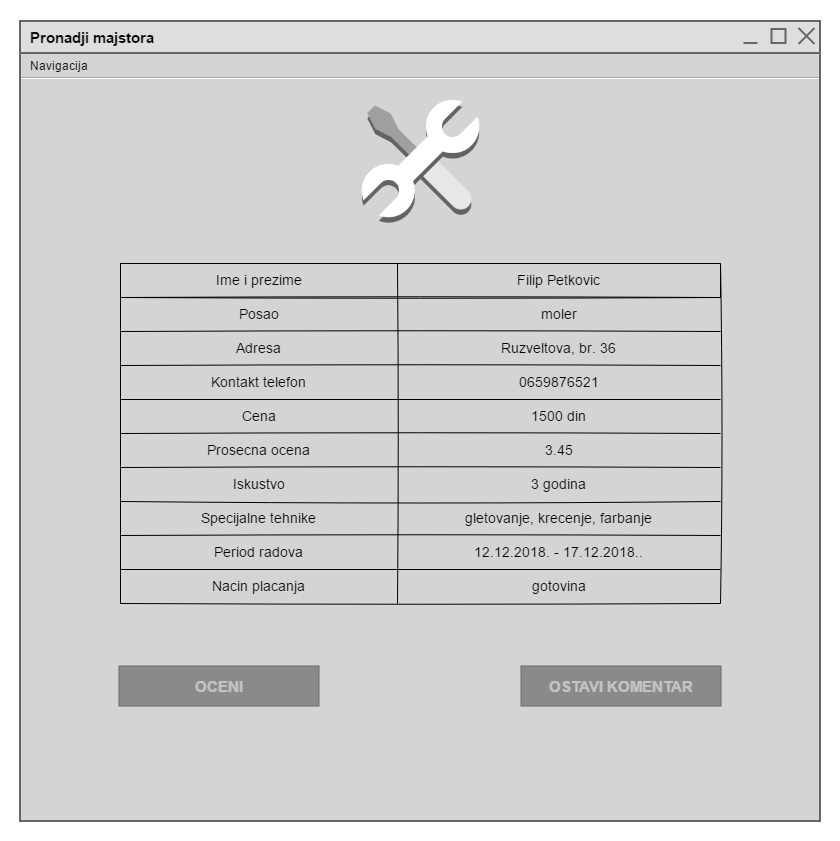 Pronadji majstora
Navigacija
Ime i prezime Filip Petkovic
Posao moler
Adresa Ruzveltova, br. 36
Kontakt telefon 0659876521
Cena 1500 din
Prosecna ocena 3.45
Iskustvo 3 godina
Specijalne tehnike gletovanje, krecenje, farbanje
Period radova 12.12.2018. - 17.12.2018..
Nacin placanja gotovina
OCENI OSTAVI KOMENTAR